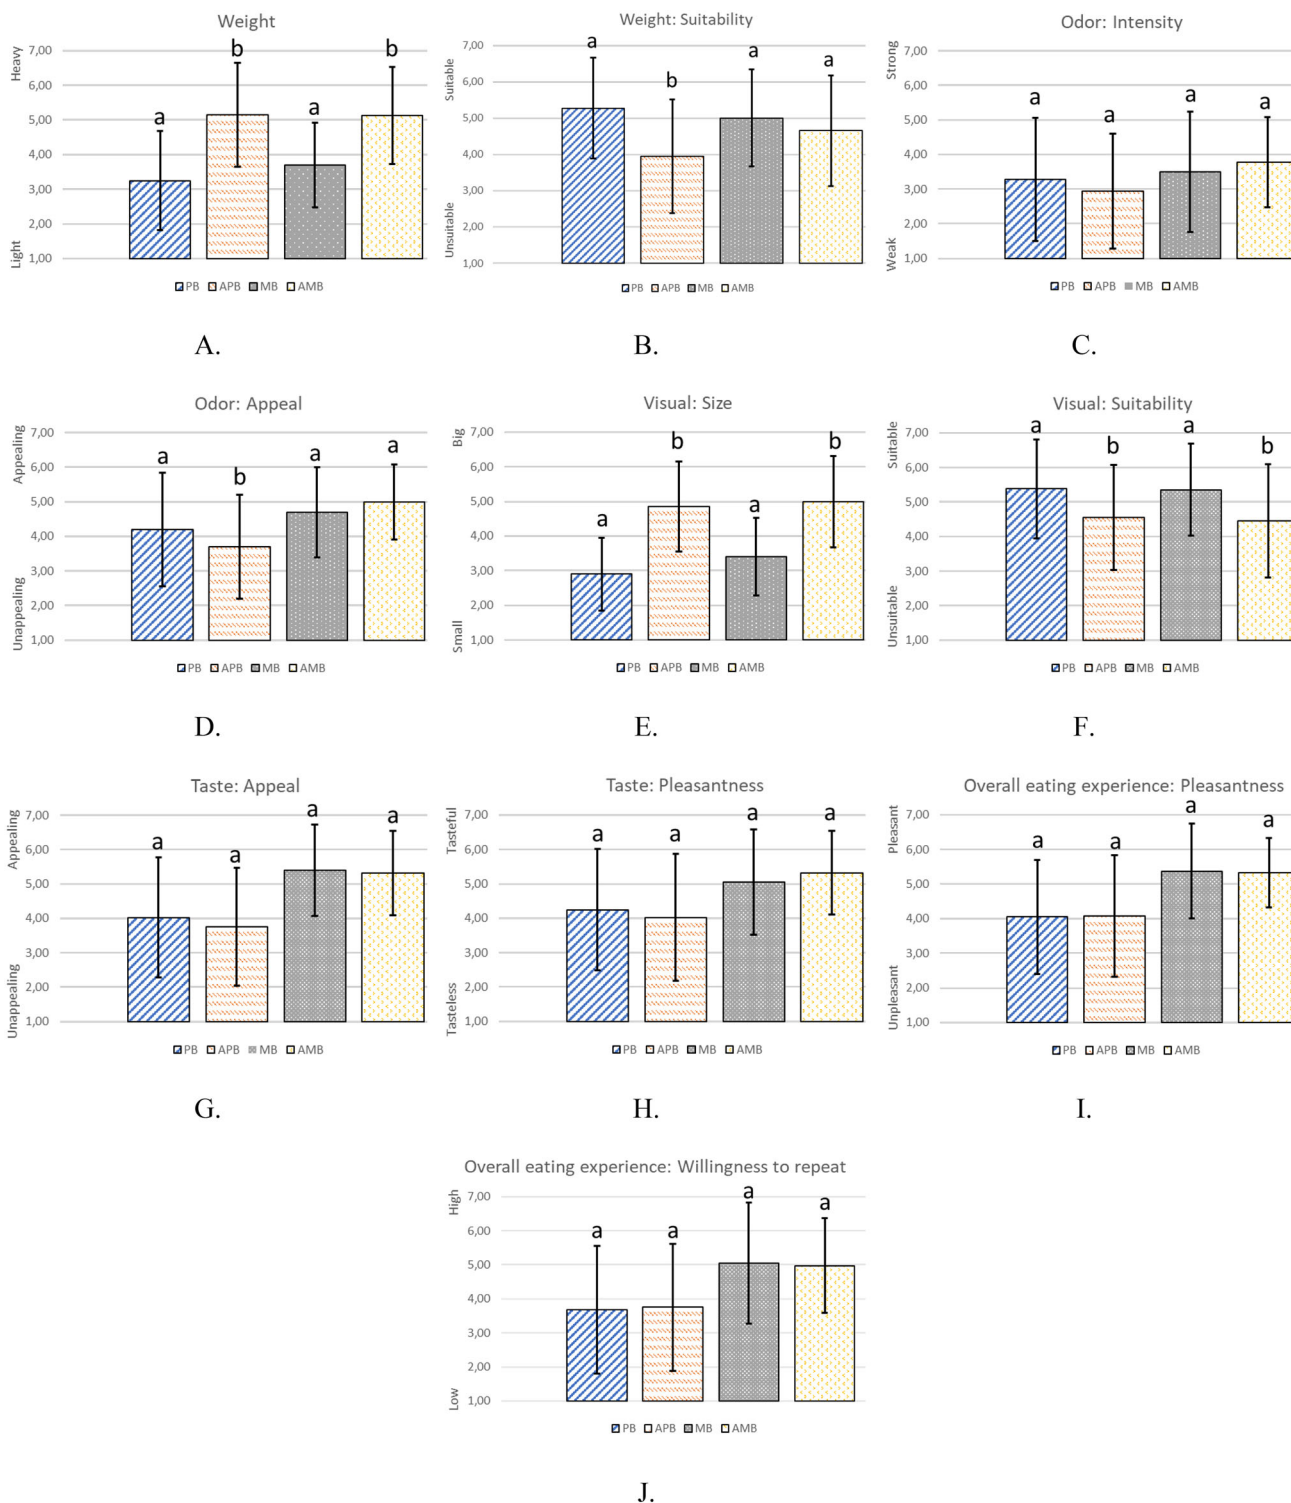 Weight
Heavy
7,00
6,00
5,00
4,00
3,00
2,00
1,00
Light
a
b
a
b
PB APB MB AMB
A.
Weight: Suitability
Suitable
7,00
6,00
5,00
4,00
3,00
2,00
1,00
Unsuitable
a
b
a
a
PB APB MB AMB
B.
Odor: Intensity
Strong
7,00
6,00
5,00
4,00
3,00
2,00
1,00
Weak
a
a
a
a
PB APB MB AMB
C.
Odor: Appeal
Appealing
7,00
6,00
5,00
4,00
3,00
2,00
1,00
Unappealing
a
b
a
a
PB APB MB AMB
D.
Visual: Size
Big
7,00
6,00
5,00
4,00
3,00
2,00
1,00
Small
a
b
a
b
PB APB MB AMB
E.
Visual: Suitability
Suitable
7,00
6,00
5,00
4,00
3,00
2,00
1,00
Unsuitable
a
b
a
b
PB APB MB AMB
F.
Taste: Appeal
Appealing
7,00
6,00
5,00
4,00
3,00
2,00
1,00
Unappealing
a
a
a
a
PB APB MB AMB
G.
Taste: Pleasantness
Tasteful
7,00
6,00
5,00
4,00
3,00
2,00
1,00
Tasteless
a
a
a
a
PB APB MB AMB
H.
Overall eating experience: Pleasantness
Pleasant
7,00
6,00
5,00
4,00
3,00
2,00
1,00
Unpleasant
a
a
a
a
PB APB MB AMB
I.
Overall eating experience: Willingness to repeat
High
7,00
6,00
5,00
4,00
3,00
2,00
1,00
Low
a
a
a
a
PB APB MB AMB
J.